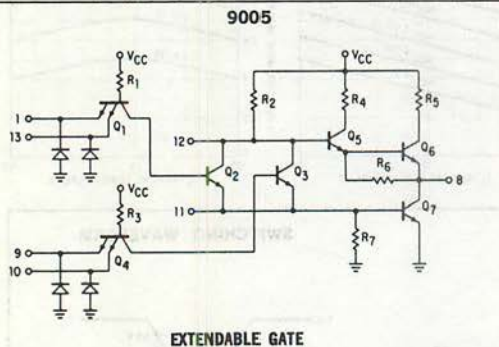 9005
VCC
R1
1
13
Q1
VCC
R3
9
10
Q4
VCC
R2
R4
R5
12
Q5
R6
Q6
8
Q2
Q3
11
R7
Q7
EXTENDABLE GATE